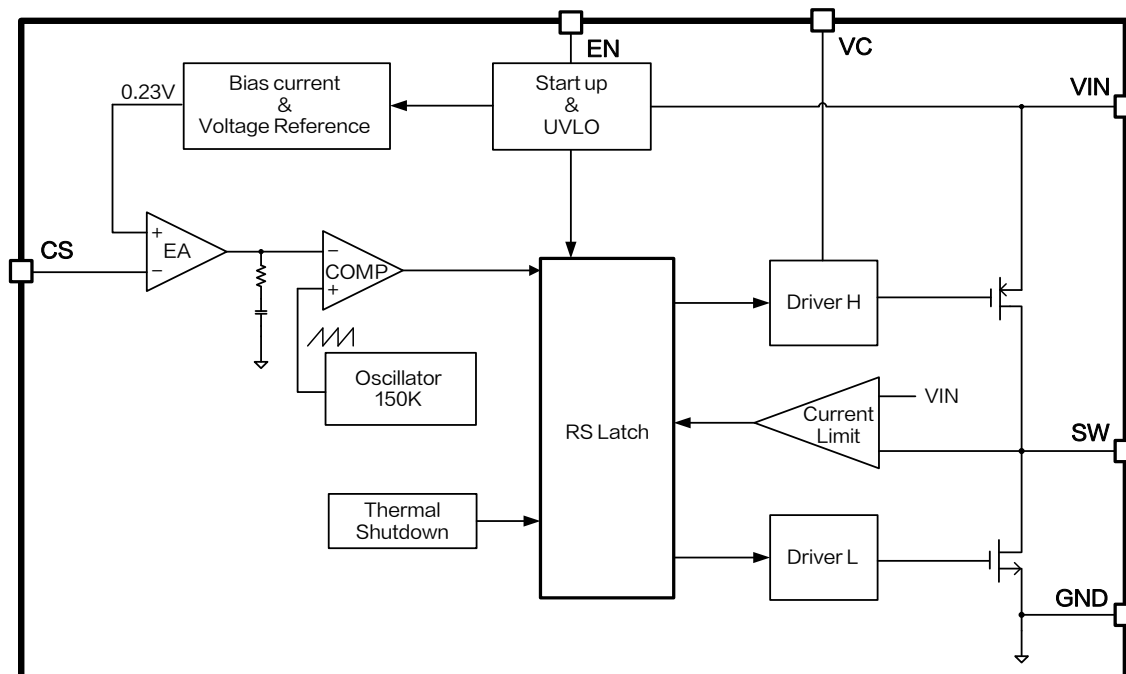 EN
VC
VIN
0.23V
Bias current
&
Voltage Reference
Start up
&
UVLO
CS
+
EA
−
−
COMP
+
Oscillator
150K
Thermal
Shutdown
RS Latch
Driver H
VIN
Current
Limit
SW
Driver L
GND